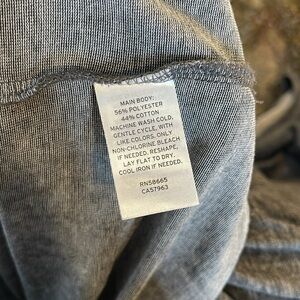 MAIN BODY:
56% POLYESTER
44% COTTON
MACHINE WASH COLD,
GENTLE CYCLE, WITH
LIKE COLORS, ONLY
NON-CHLORINE BLEACH
IF NEEDED, RESHAPE,
LAY FLAT TO DRY,
COOL IRON IF NEEDED.
RN58665
CA57963